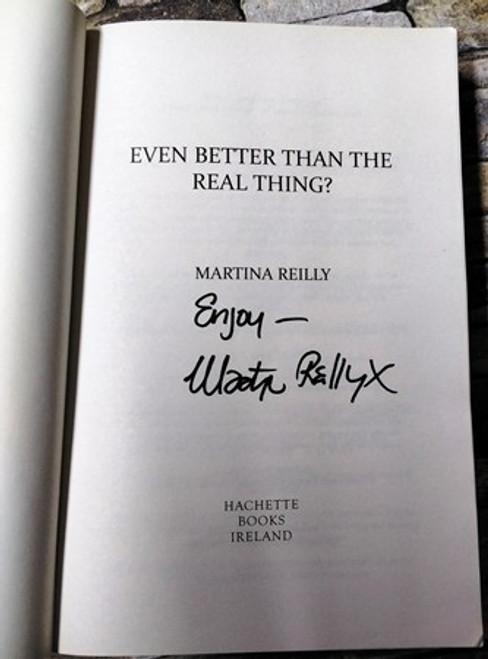 EVEN BETTER THAN THE
REAL THING?
MARTINA REILLY
Enjoy —
Martina Reilly X
HACHETTE
BOOKS
IRELAND